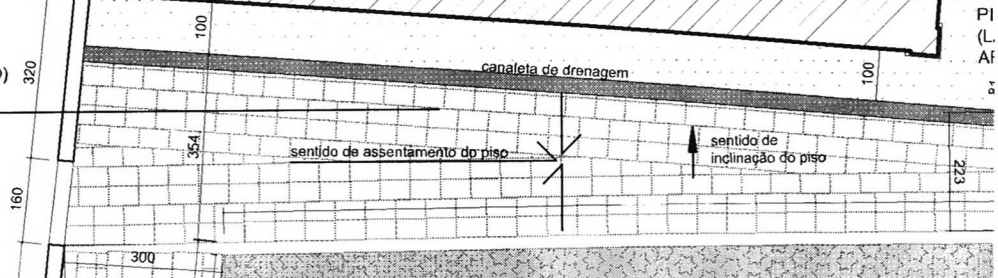 100
PI
320
canaleta de drenagem
100
354
sentido de assentamento do piso
sentido de
inclinação do piso
223
160
300